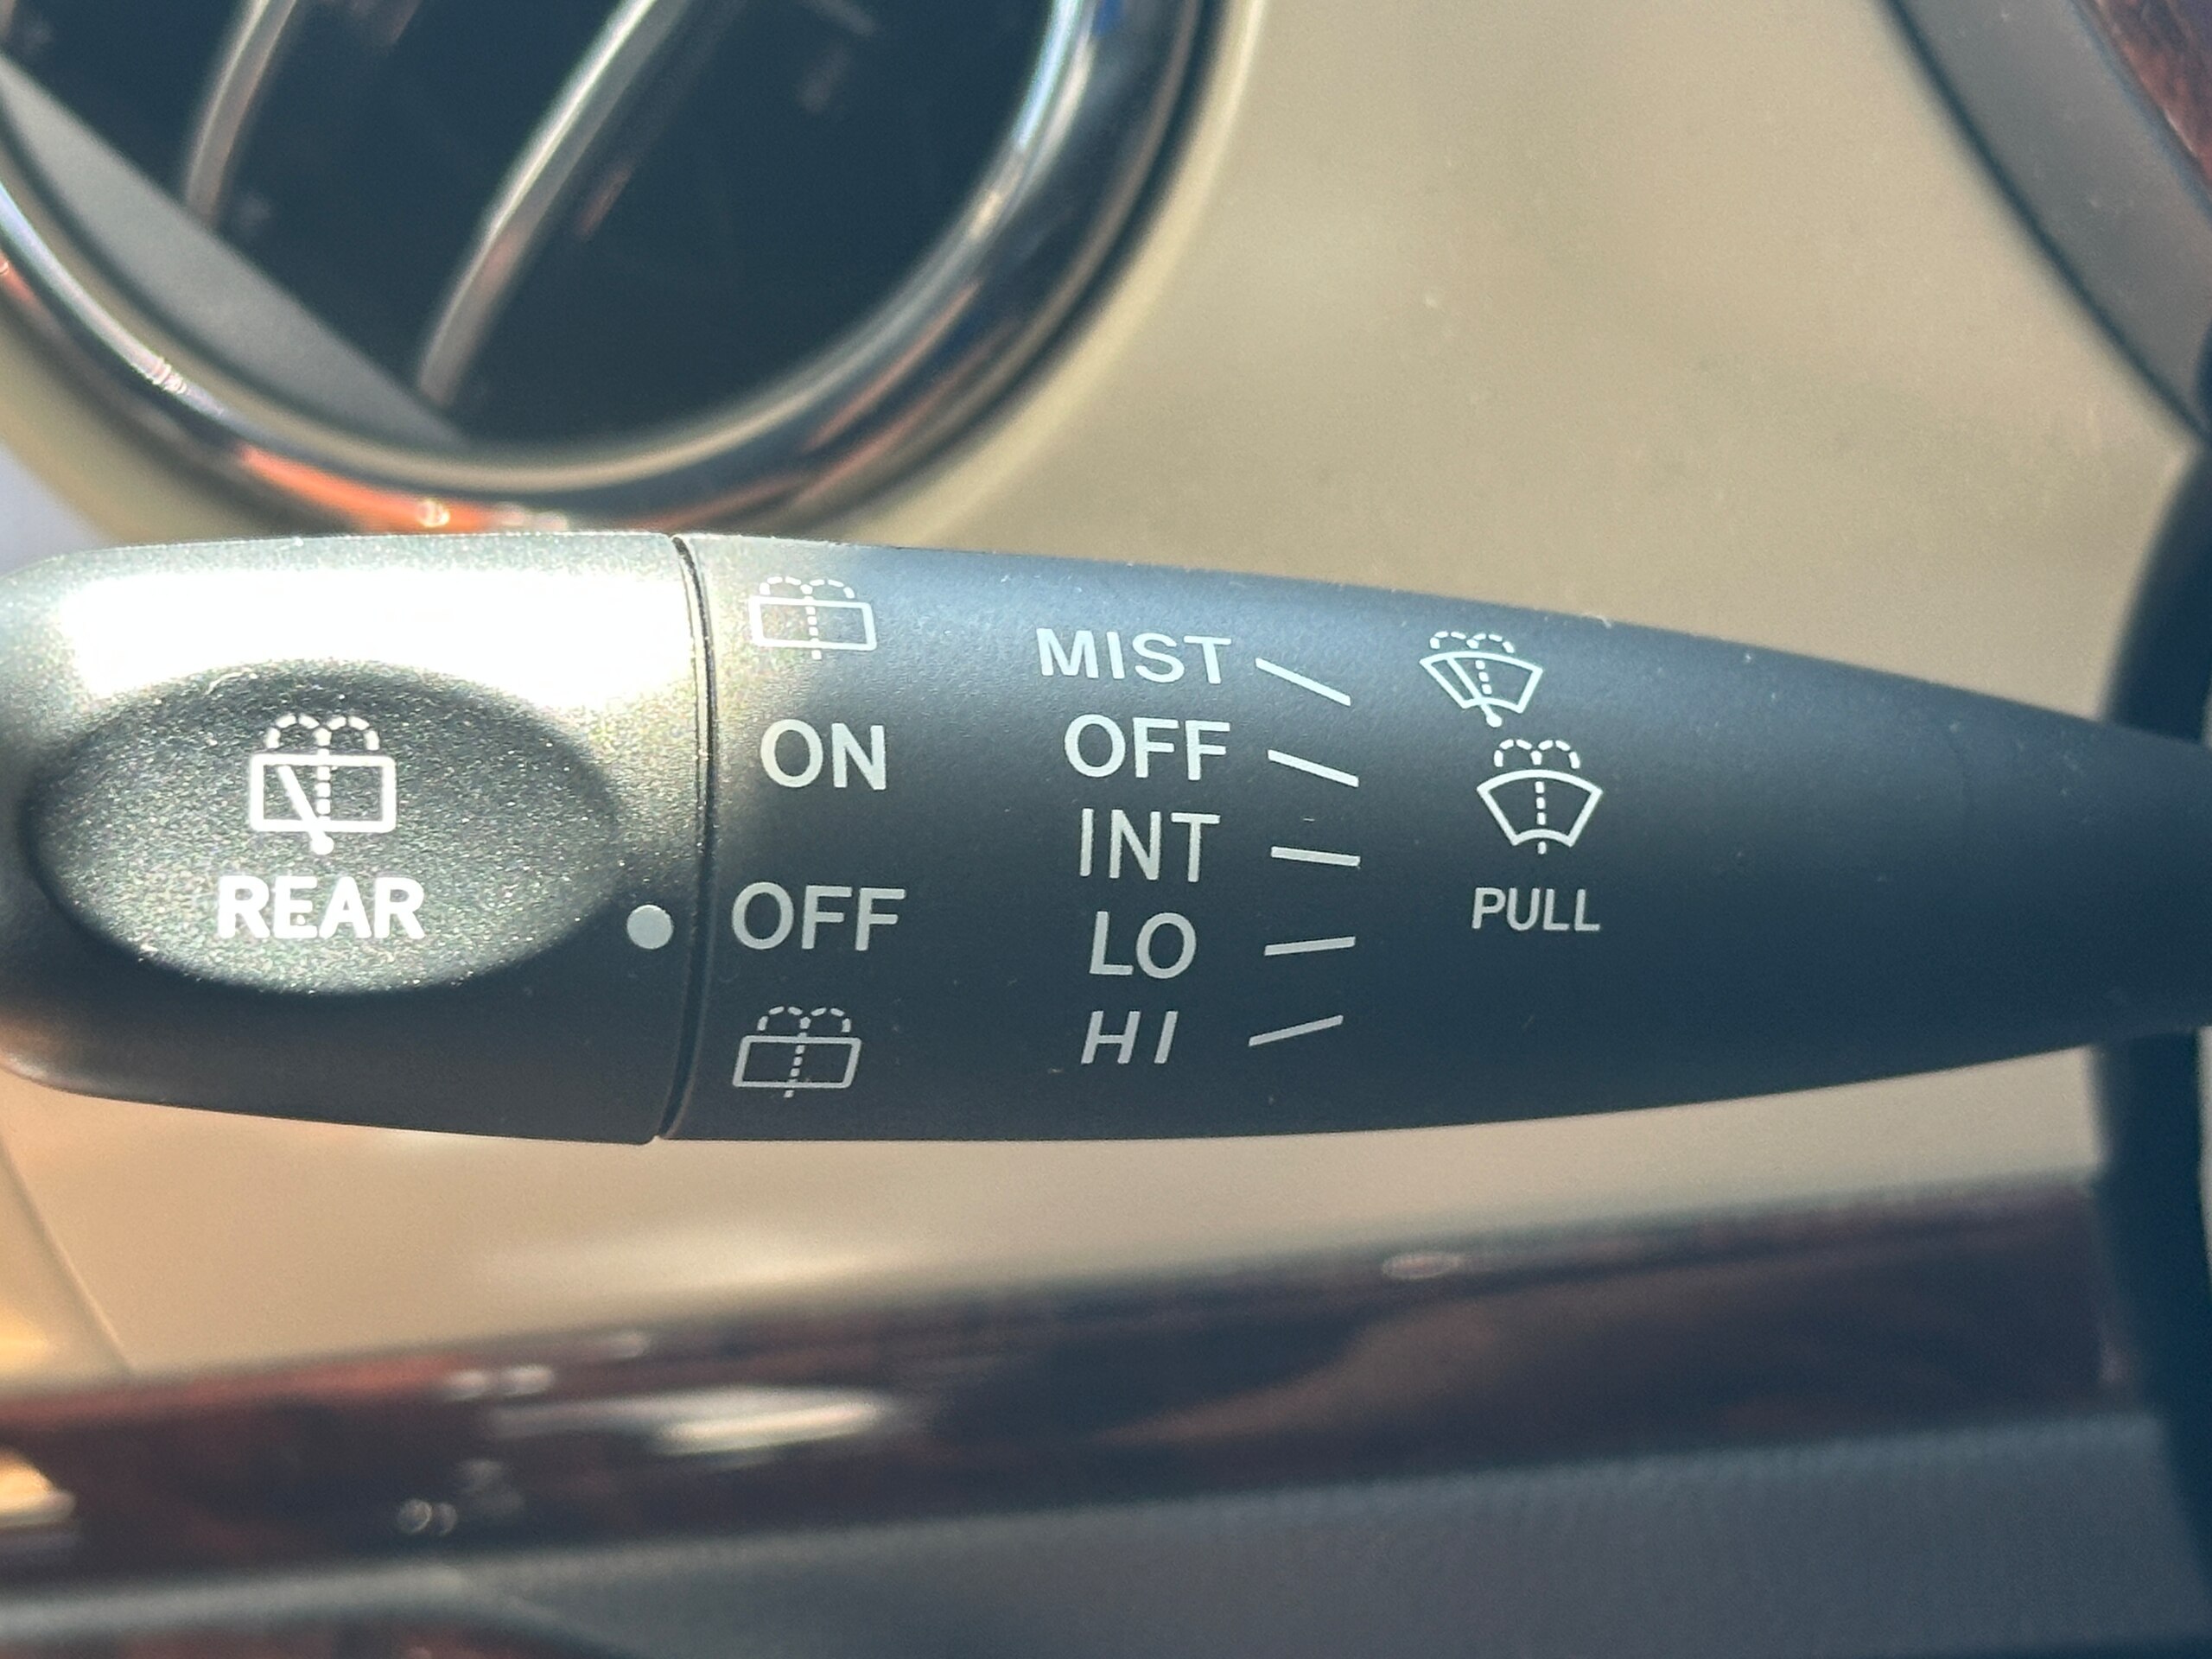 REAR
ON
OFF
MIST
OFF
INT
LO
HI
PULL